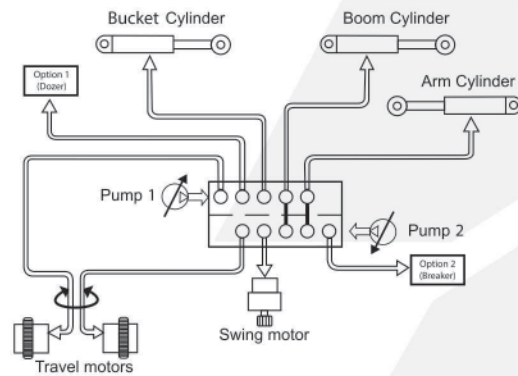 Bucket Cylinder
Boom Cylinder
Option 1
(Dozer)
Arm Cylinder
Pump 1
Pump 2
Option 2
(Breaker)
Swing motor
Travel motors